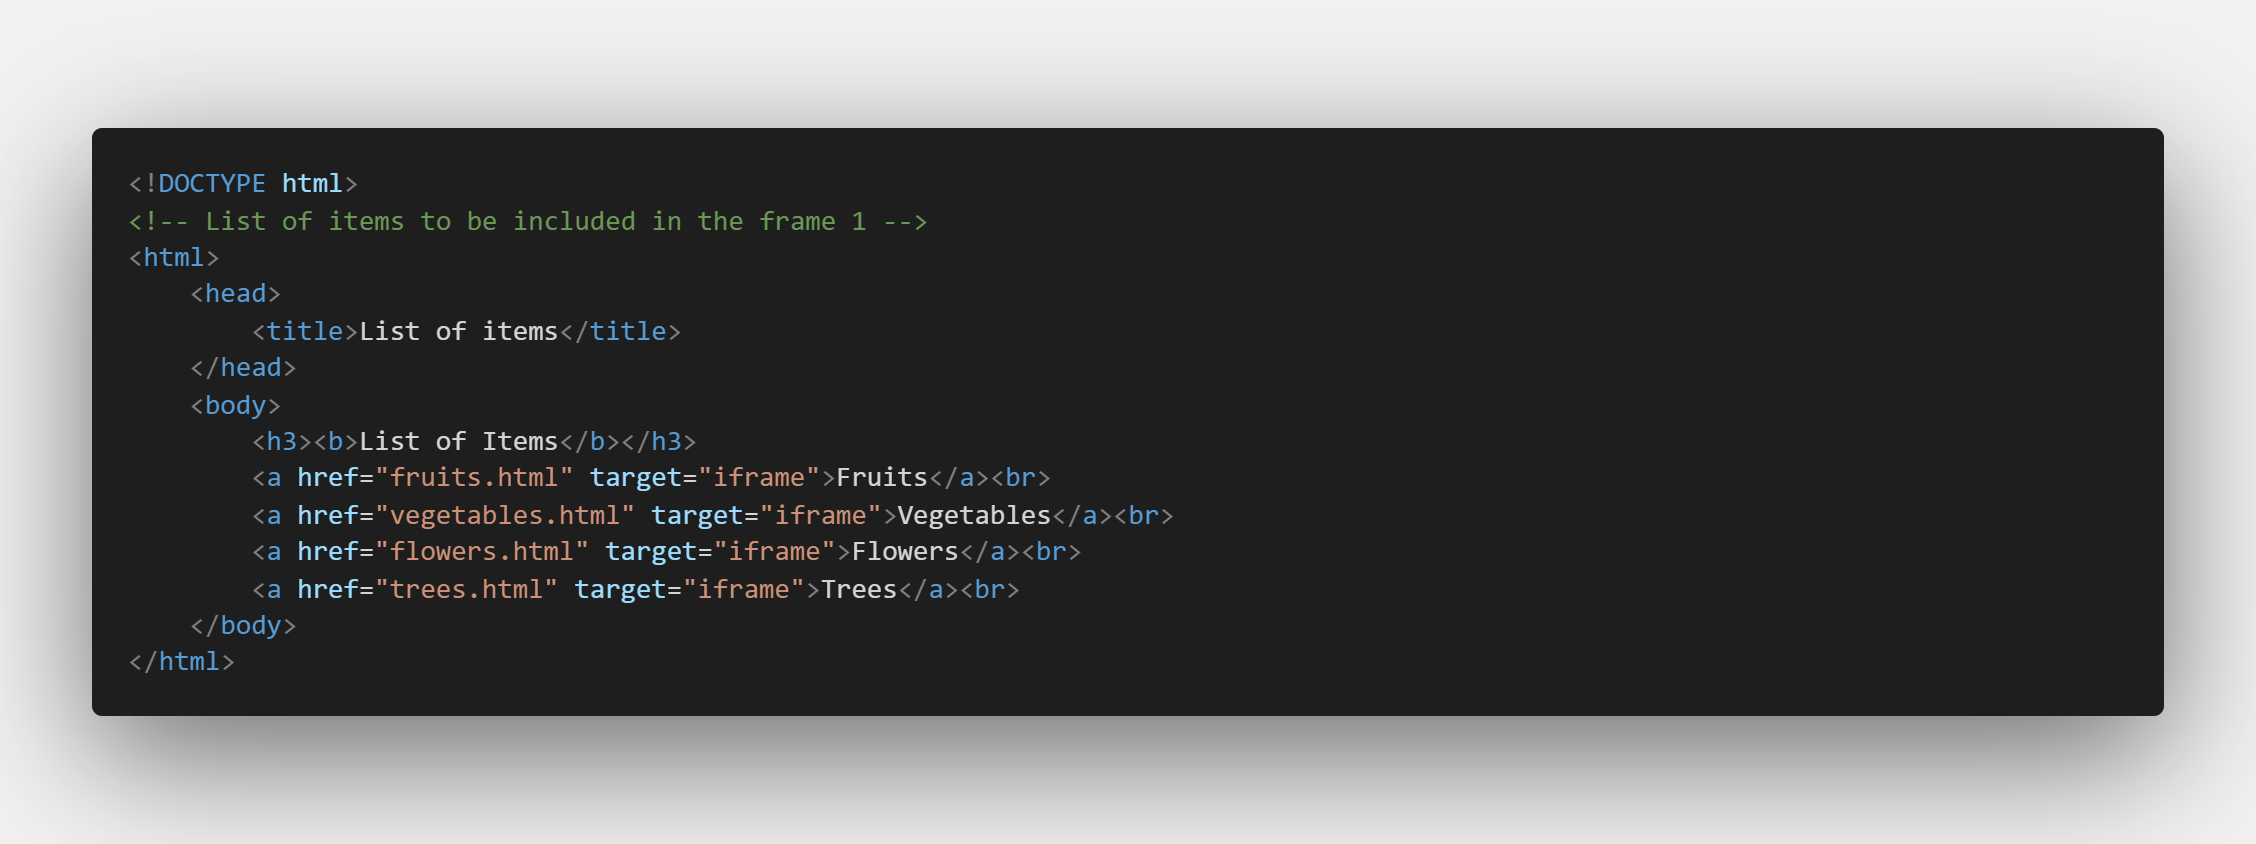 <!DOCTYPE html>
<!-- List of items to be included in the frame 1 -->
<html>
    <head>
        <title>List of items</title>
    </head>
    <body>
        <h3><b>List of Items</b></h3>
        <a href="fruits.html" target="iframe">Fruits</a><br>
        <a href="vegetables.html" target="iframe">Vegetables</a><br>
        <a href="flowers.html" target="iframe">Flowers</a><br>
        <a href="trees.html" target="iframe">Trees</a><br>
    </body>
</html>